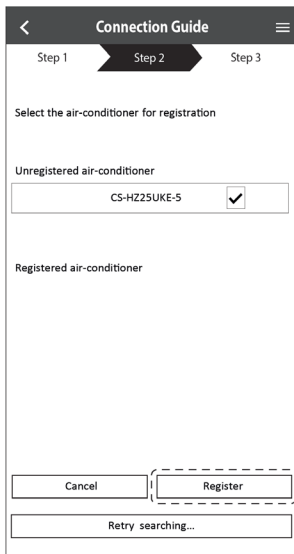 Connection Guide
Step 1 Step 2 Step 3
Select the air-conditioner for registration
Unregistered air-conditioner
CS-HZ25UKE-5
Registered air-conditioner
Cancel Register
Retry searching...